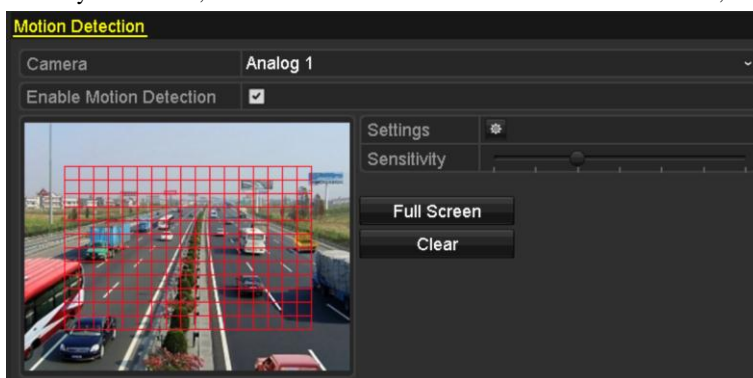 Motion Detection
Camera Analog 1
Enable Motion Detection
Settings
Sensitivity
Full Screen
Clear